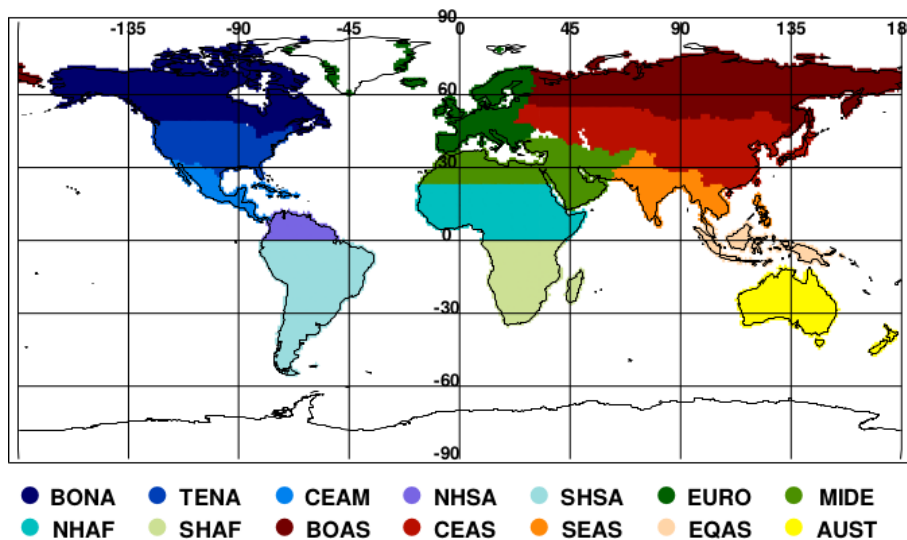 90
-135 -90 -45 0 45 90 135 180
60
30
0
-30
-60
-90
BONA TENA CEAM NHSA SHSA EURO MIDE
NHAF SHAF BOAS CEAS SEAS EQAS AUST